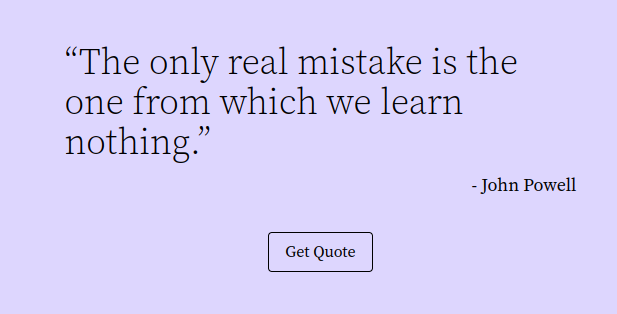 “The only real mistake is the
one from which we learn
nothing.”
- John Powell
Get Quote